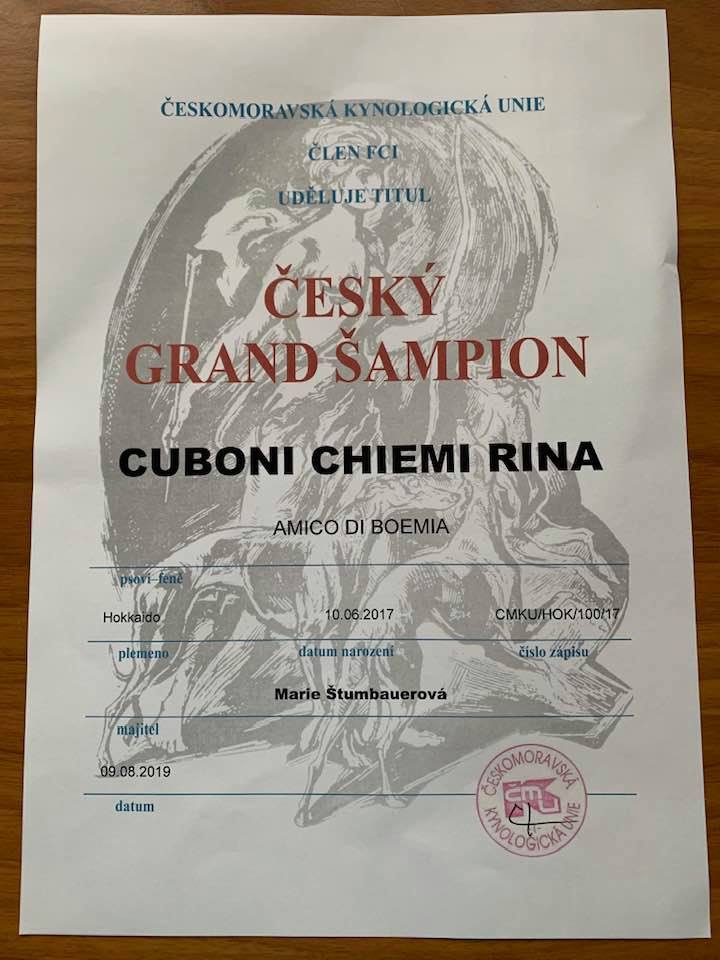 ČESKOMORAVSKÁ KYNOLOGICKÁ UNIE
ČLEN FCI
UDĚLUJE TITUL
ČESKÝ
GRAND ŠAMPION
CUBONI CHIEMI RINA
AMICO DI BOEMIA
psovi–feně
Hokkaido 10.06.2017 CMKU/HOK/100/17
plemeno datum narození číslo zápisu
Marie Štumbauerová
majitel
09.08.2019
datum
ČESKOMORAVSKÁ
ČMKU
KYNOLOGICKÁ UNIE